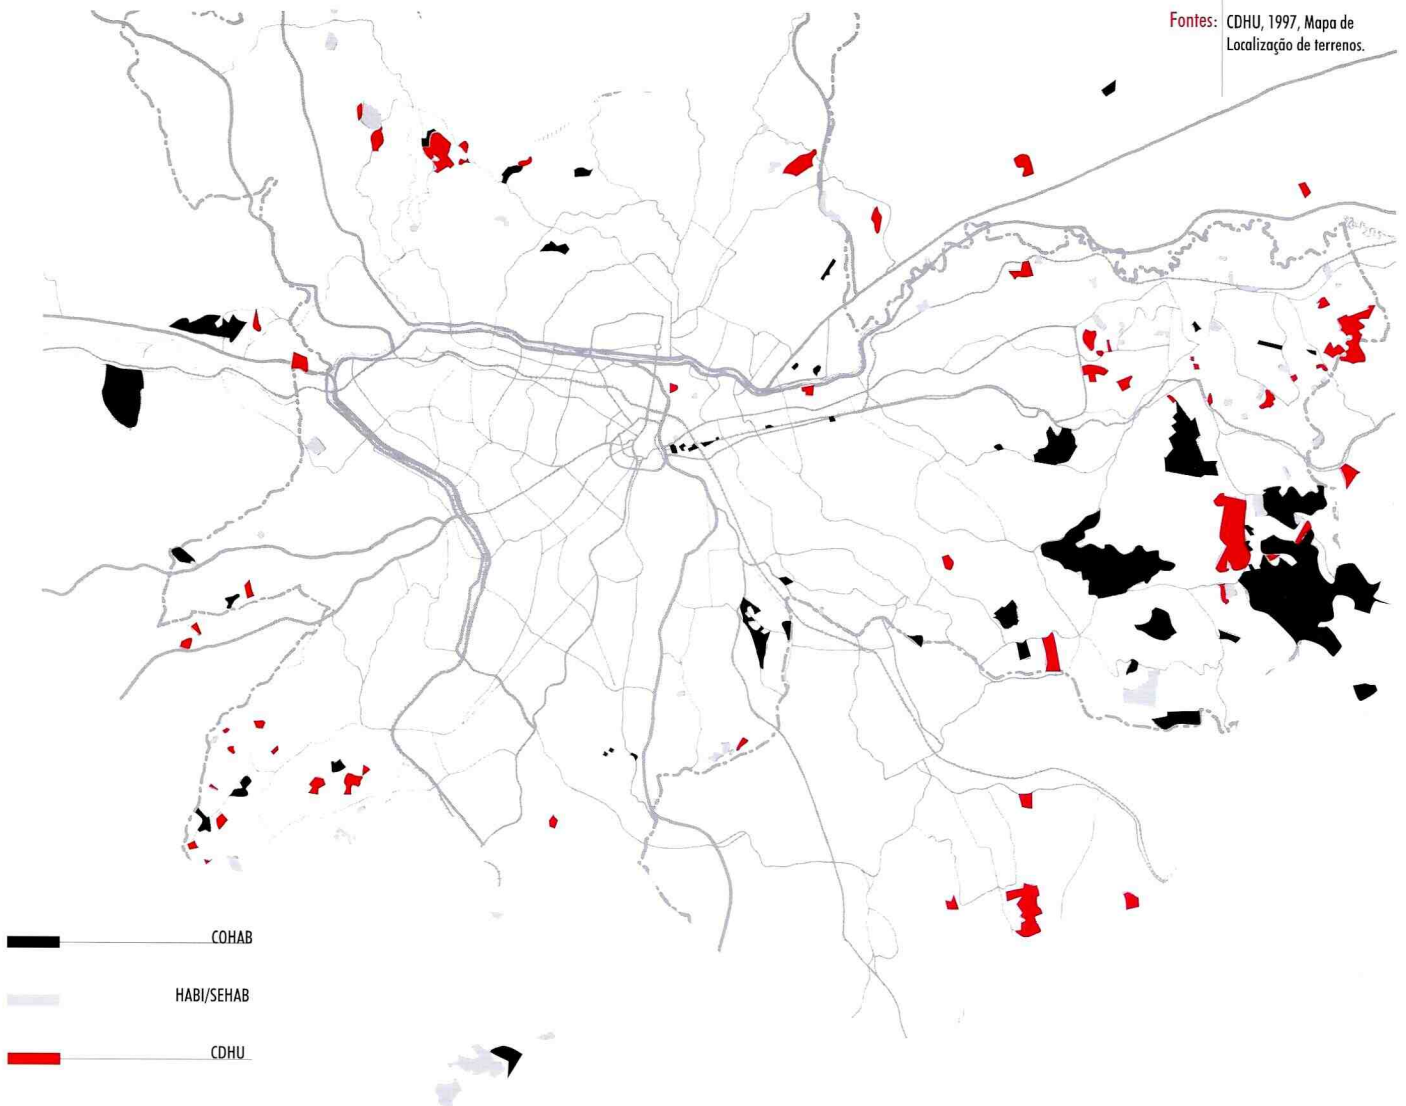 Fontes: CDHU, 1997, Mapa de
Localização de terrenos.
COHAB
HABI/SEHAB
CDHU